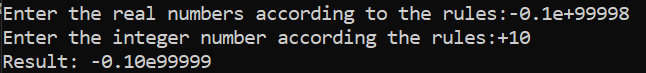 Enter the real numbers according to the rules:-0.1e+99998
Enter the integer number according the rules:+10
Result: -0.10e99999